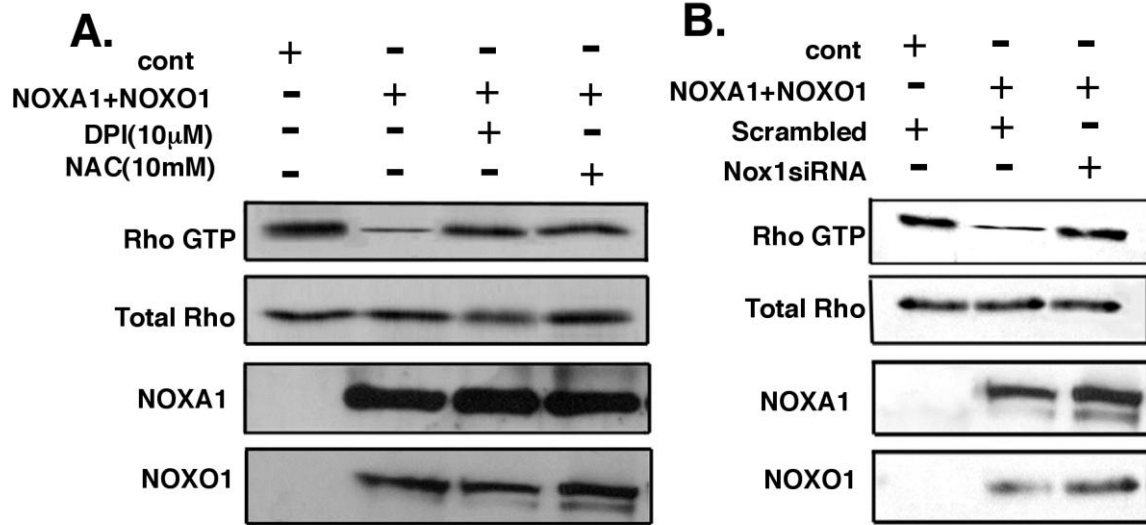 A.
cont + - - -
NOXA1+NOXO1 - + + +
DPI(10μM) - - + -
NAC(10mM) - - - +
Rho GTP
Total Rho
NOXA1
NOXO1
B.
cont + - -
NOXA1+NOXO1 - + +
Scrambled + + -
Nox1siRNA - - +
Rho GTP
Total Rho
NOXA1
NOXO1